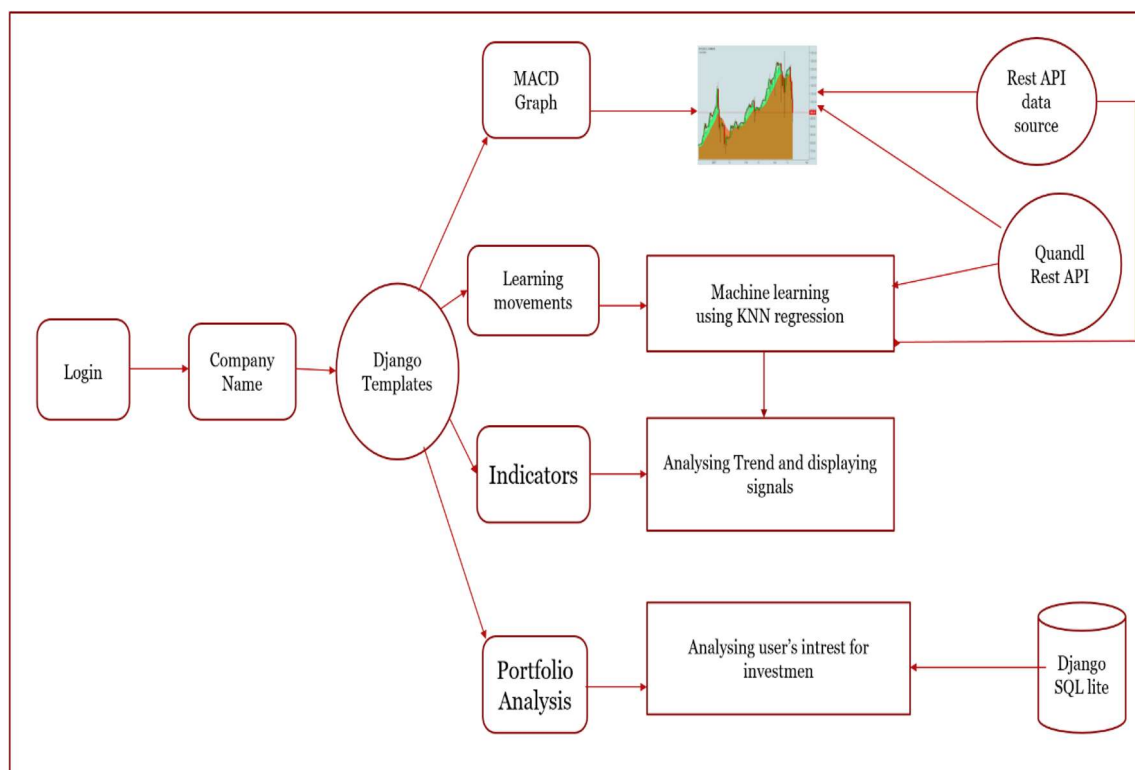 MACD
Graph
Rest API
data
source
Learning
movements
Machine learning
using KNN regression
Quandl
Rest API
Login
Company
Name
Django
Templates
Indicators
Analysing Trend and displaying
signals
Portfolio
Analysis
Analysing user's intrest for
investmen
Django
SQL lite